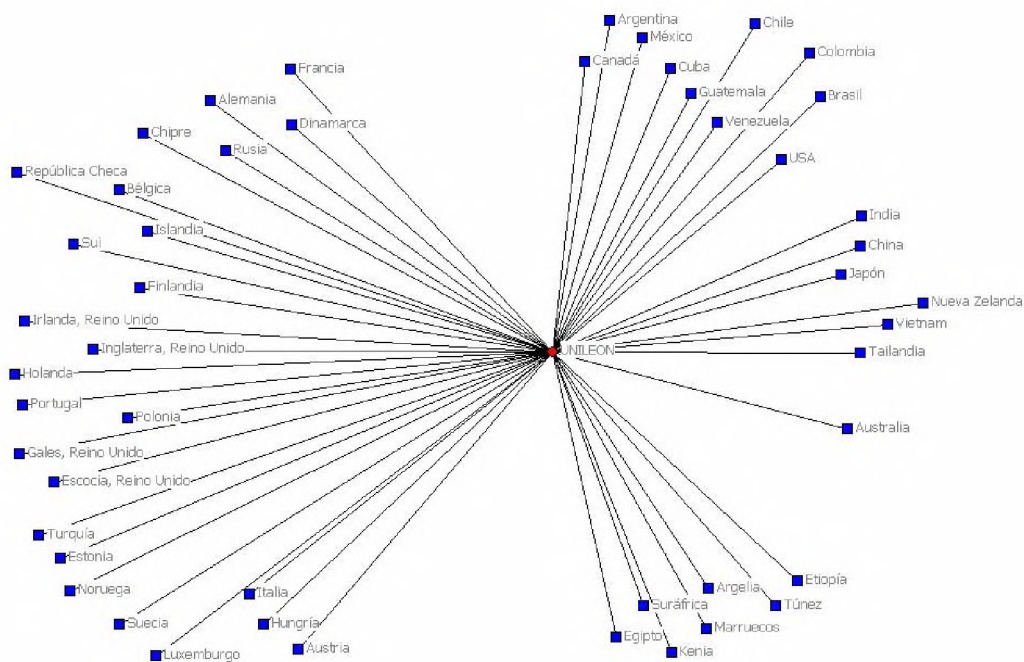 Argentina
Chile
México
Colombia
Canadá
Cuba
Francia
Guatemala
Brasil
Alemania
Venezuela
Dinamarca
Chipre
Rusia
USA
República Checa
Bélgica
India
Islandia
Sui
China
Japón
Finlandia
Nueva Zelanda
Irlanda, Reino Unido
Vietnam
Inglaterra, Reino Unido
UNILEON
Tailandia
Holanda
Portugal
Polonia
Australia
Gales, Reino Unido
Escocia, Reino Unido
Turquía
Estonia
Etiopía
Argelia
Noruega
Italia
Suráfrica
Túnez
Suecia
Hungría
Marruecos
Egipto
Austria
Kenia
Luxemburgo